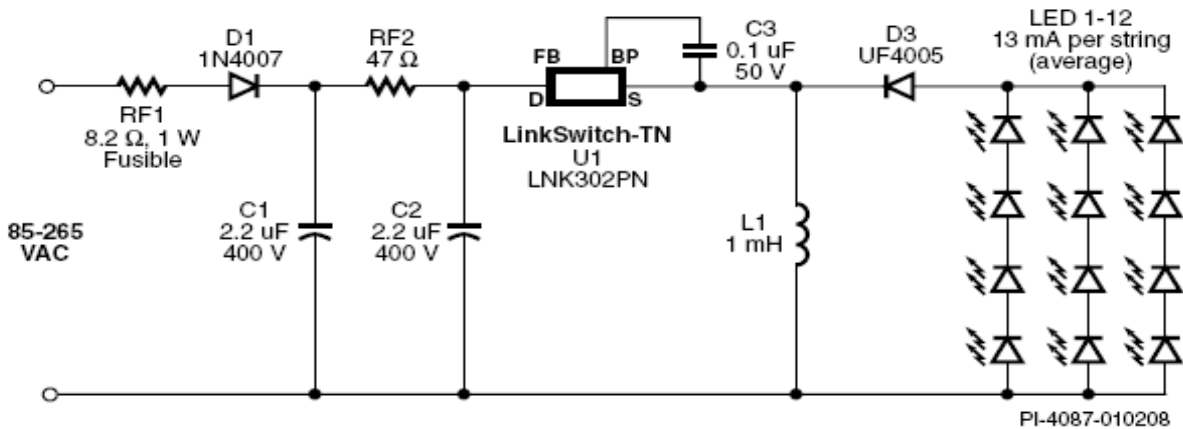 D1
1N4007
RF2
47 Ω
FB
BP
D
S
C3
0.1 uF
50 V
D3
UF4005
LED 1-12
13 mA per string
(average)
RF1
8.2 Ω, 1 W
Fusible
LinkSwitch-TN
U1
LNK302PN
85-265
VAC
C1
2.2 uF
400 V
C2
2.2 uF
400 V
L1
1 mH
PI-4087-010208